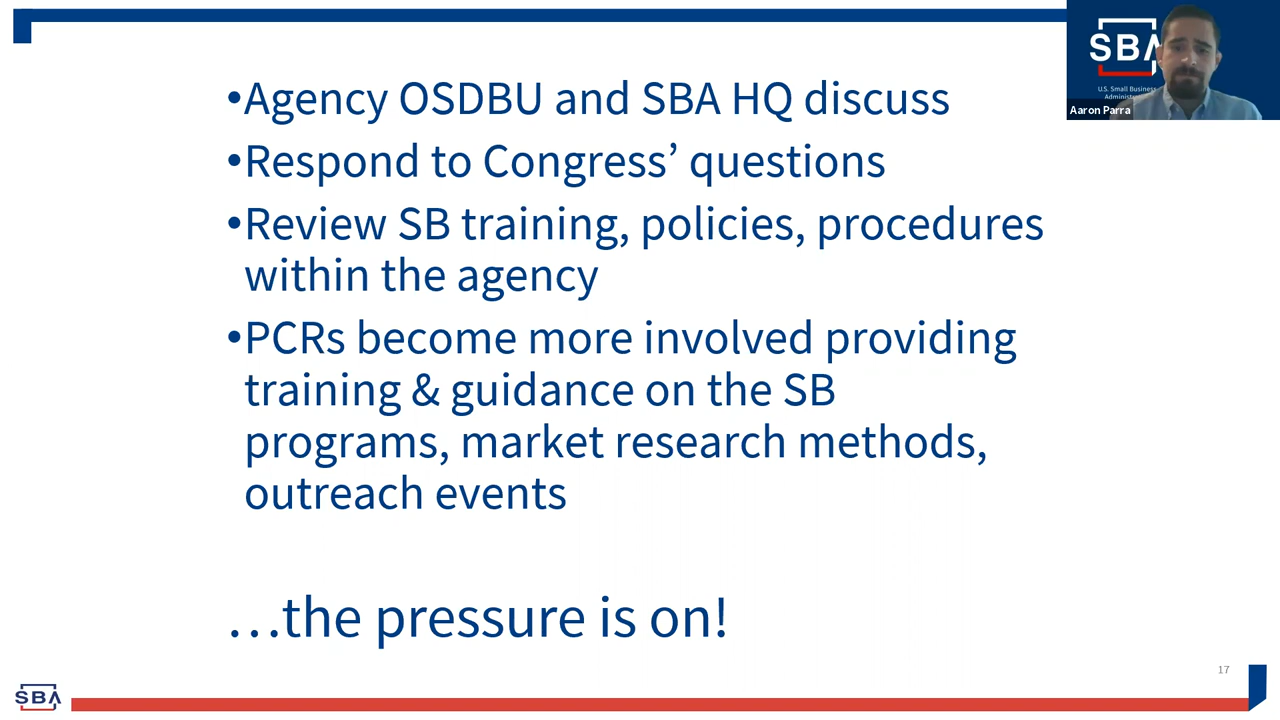 •Agency OSDBU and SBA HQ discuss
•Respond to Congress’ questions
•Review SB training, policies, procedures
within the agency
•PCRs become more involved providing
training & guidance on the SB
programs, market research methods,
outreach events
…the pressure is on!
17
SBA
SBA
U.S. Small Business
Aaron Parra